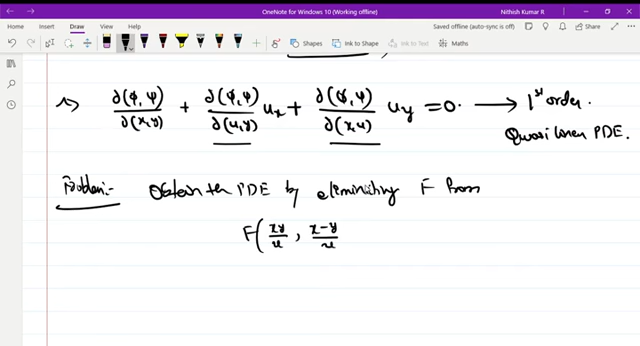 OneNote for Windows 10 (Working offline)
Nithish Kumar R
File Home Insert Draw View Help
Saved offline (auto-sync is off)
Shapes Ink to Shape Ink to Text Maths
⇝ ∂(φ, ψ)/∂(x,y) + ∂(φ, ψ)/∂(u,y) uₓ + ∂(φ, ψ)/∂(x,u) u_y = 0. → 1st order.
Quasi linear PDE.
Problem:- Obtain the PDE by eliminating F from
F(xy/u, x-y/u